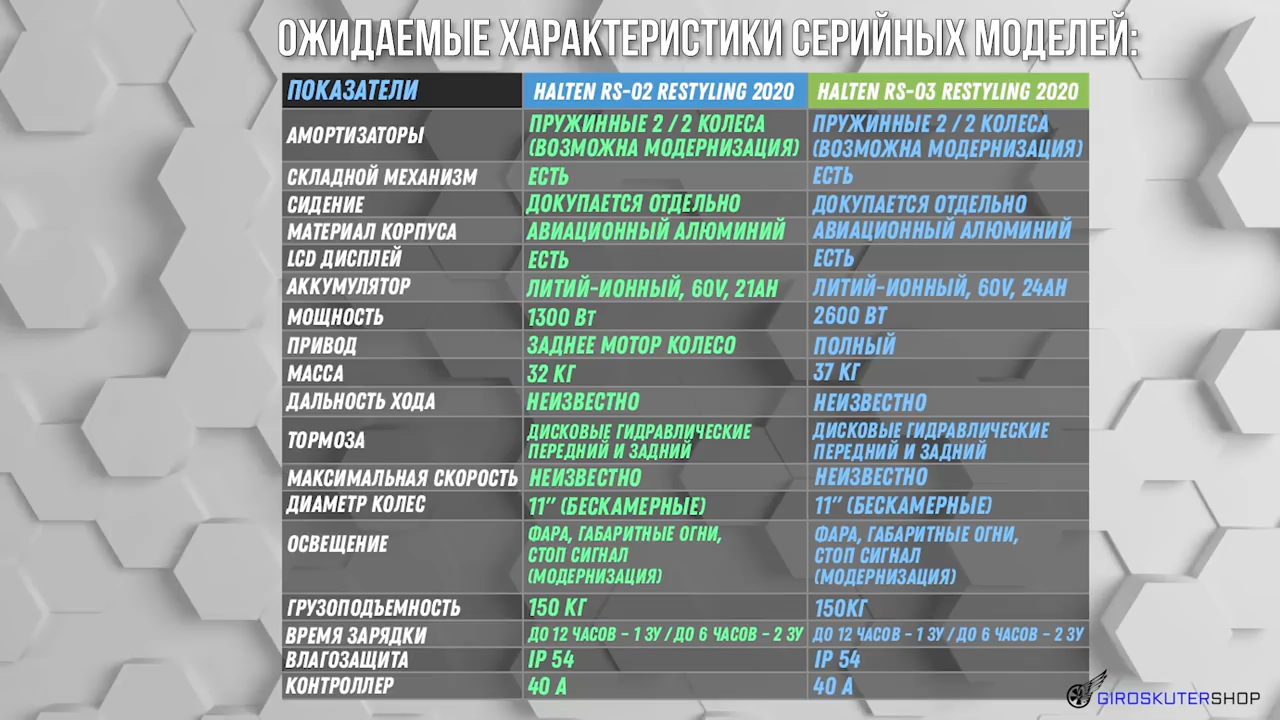 ОЖИДАЕМЫЕ ХАРАКТЕРИСТИКИ СЕРИЙНЫХ МОДЕЛЕЙ:
ПОКАЗАТЕЛИ HALTEN RS-02 RESTYLING 2020 HALTEN RS-03 RESTYLING 2020
АМОРТИЗАТОРЫ ПРУЖИННЫЕ 2 / 2 КОЛЕСА ПРУЖИННЫЕ 2 / 2 КОЛЕСА
(ВОЗМОЖНА МОДЕРНИЗАЦИЯ) (ВОЗМОЖНА МОДЕРНИЗАЦИЯ)
СКЛАДНОЙ МЕХАНИЗМ ЕСТЬ ЕСТЬ
СИДЕНИЕ ДОКУПАЕТСЯ ОТДЕЛЬНО ДОКУПАЕТСЯ ОТДЕЛЬНО
МАТЕРИАЛ КОРПУСА АВИАЦИОННЫЙ АЛЮМИНИЙ АВИАЦИОННЫЙ АЛЮМИНИЙ
LCD ДИСПЛЕЙ ЕСТЬ ЕСТЬ
АККУМУЛЯТОР ЛИТИЙ-ИОННЫЙ, 60V, 21AH ЛИТИЙ-ИОННЫЙ, 60V, 24AH
МОЩНОСТЬ 1300 Вт 2600 ВТ
ПРИВОД ЗАДНЕЕ МОТОР КОЛЕСО ПОЛНЫЙ
МАССА 32 КГ 37 КГ
ДАЛЬНОСТЬ ХОДА НЕИЗВЕСТНО НЕИЗВЕСТНО
ТОРМОЗА ДИСКОВЫЕ ГИДРАВЛИЧЕСКИЕ ДИСКОВЫЕ ГИДРАВЛИЧЕСКИЕ
ПЕРЕДНИЙ И ЗАДНИЙ ПЕРЕДНИЙ И ЗАДНИЙ
МАКСИМАЛЬНАЯ СКОРОСТЬ НЕИЗВЕСТНО НЕИЗВЕСТНО
ДИАМЕТР КОЛЕС 11" (БЕСКАМЕРНЫЕ) 11" (БЕСКАМЕРНЫЕ)
ОСВЕЩЕНИЕ ФАРА, ГАБАРИТНЫЕ ОГНИ, ФАРА, ГАБАРИТНЫЕ ОГНИ,
СТОП СИГНАЛ СТОП СИГНАЛ
(МОДЕРНИЗАЦИЯ) (МОДЕРНИЗАЦИЯ)
ГРУЗОПОДЪЕМНОСТЬ 150 КГ 150КГ
ВРЕМЯ ЗАРЯДКИ ДО 12 ЧАСОВ - 1 ЗУ / ДО 6 ЧАСОВ - 2 ЗУ ДО 12 ЧАСОВ - 1 ЗУ / ДО 6 ЧАСОВ - 2 ЗУ
ВЛАГОЗАЩИТА IP 54 IP 54
КОНТРОЛЛЕР 40 А 40 А
GIROSKUTERSHOP